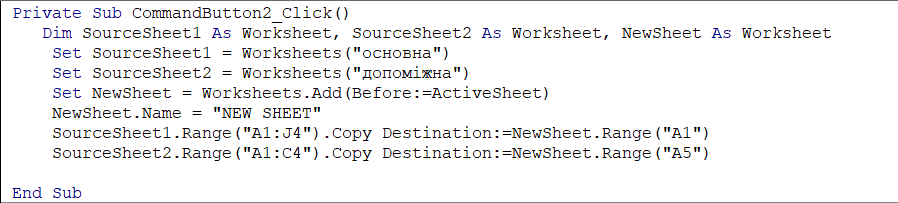 Private Sub CommandButton2_Click()
Dim SourceSheet1 As Worksheet, SourceSheet2 As Worksheet, NewSheet As Worksheet
Set SourceSheet1 = Worksheets("основна")
Set SourceSheet2 = Worksheets("допоміжна")
Set NewSheet = Worksheets.Add(Before:=ActiveSheet)
NewSheet.Name = "NEW SHEET"
SourceSheet1.Range("A1:J4").Copy Destination:=NewSheet.Range("A1")
SourceSheet2.Range("A1:C4").Copy Destination:=NewSheet.Range("A5")
End Sub